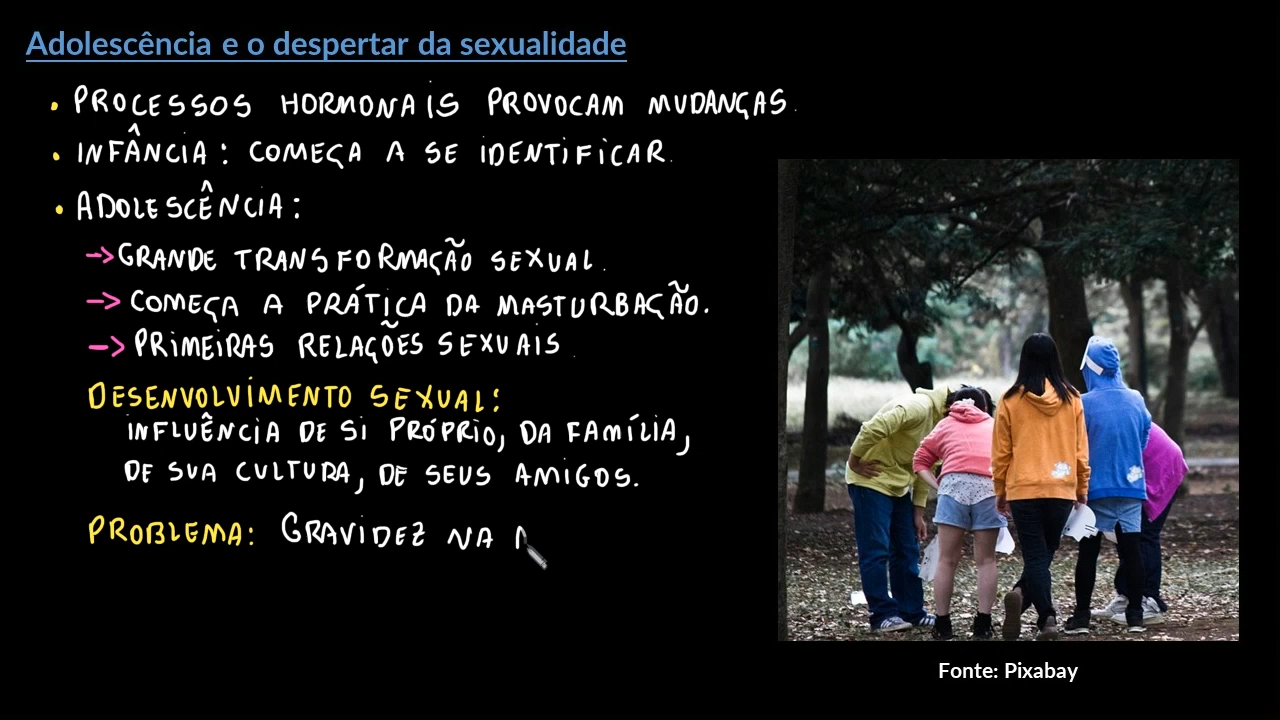 Adolescência e o despertar da sexualidade
• PROCESSOS HORMONAIS PROVOCAM MUDANÇAS.
• INFÂNCIA: COMEÇA A SE IDENTIFICAR.
• ADOLESCÊNCIA:
-> GRANDE TRANSFORMAÇÃO SEXUAL.
-> COMEÇA A PRÁTICA DA MASTURBAÇÃO.
-> PRIMEIRAS RELAÇÕES SEXUAIS.
DESENVOLVIMENTO SEXUAL:
INFLUÊNCIA DE SI PRÓPRIO, DA FAMÍLIA,
DE SUA CULTURA, DE SEUS AMIGOS.
PROBLEMA: GRAVIDEZ NA
Fonte: Pixabay